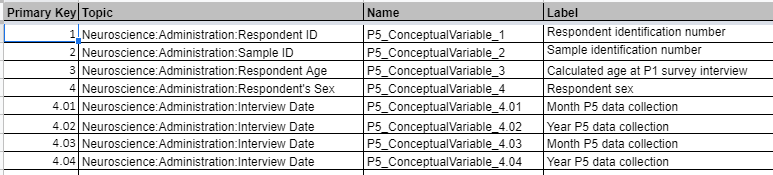 Primary Key Topic Name Label
1 Neuroscience:Administration:Respondent ID P5_ConceptualVariable_1 Respondent identification number
2 Neuroscience:Administration:Sample ID P5_ConceptualVariable_2 Sample identification number
3 Neuroscience:Administration:Respondent Age P5_ConceptualVariable_3 Calculated age at P1 survey interview
4 Neuroscience:Administration:Respondent's Sex P5_ConceptualVariable_4 Respondent sex
4.01 Neuroscience:Administration:Interview Date P5_ConceptualVariable_4.01 Month P5 data collection
4.02 Neuroscience:Administration:Interview Date P5_ConceptualVariable_4.02 Year P5 data collection
4.03 Neuroscience:Administration:Interview Date P5_ConceptualVariable_4.03 Month P5 data collection
4.04 Neuroscience:Administration:Interview Date P5_ConceptualVariable_4.04 Year P5 data collection